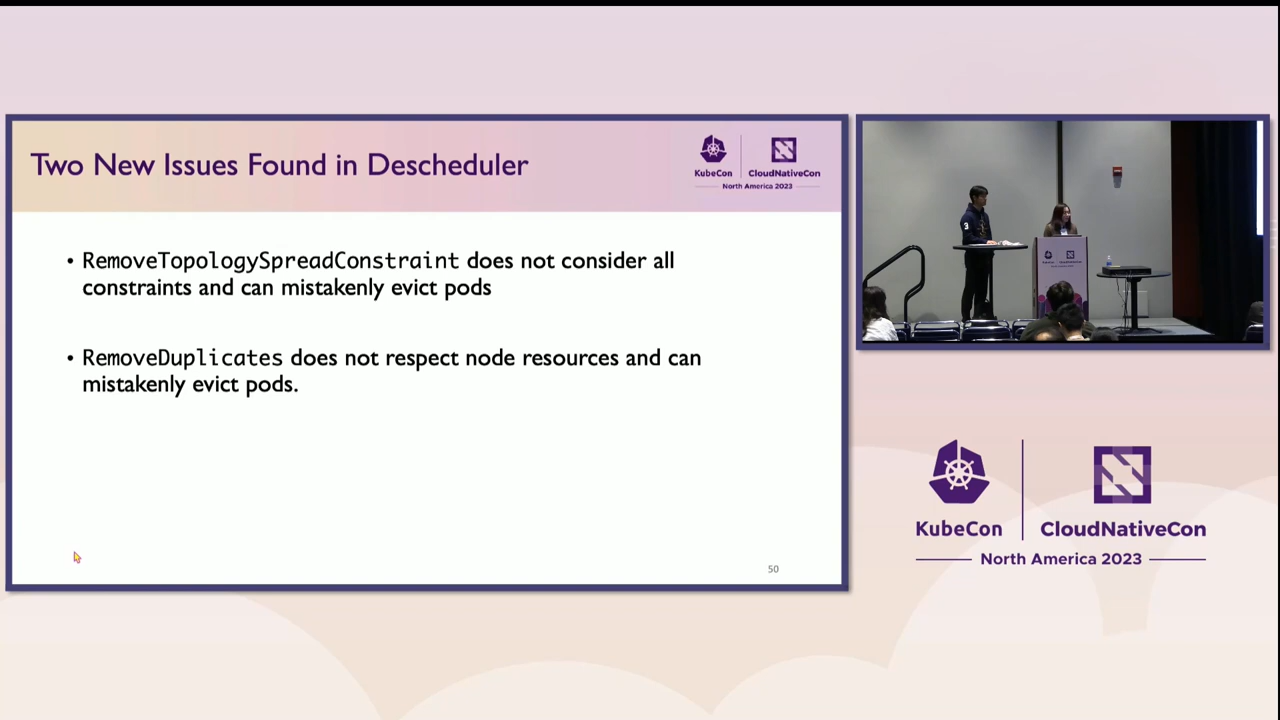 Two New Issues Found in Descheduler
KubeCon
CloudNativeCon
North America 2023
• RemoveTopologySpreadConstraint does not consider all
constraints and can mistakenly evict pods
• RemoveDuplicates does not respect node resources and can
mistakenly evict pods.
50
KubeCon
CloudNativeCon
North America 2023